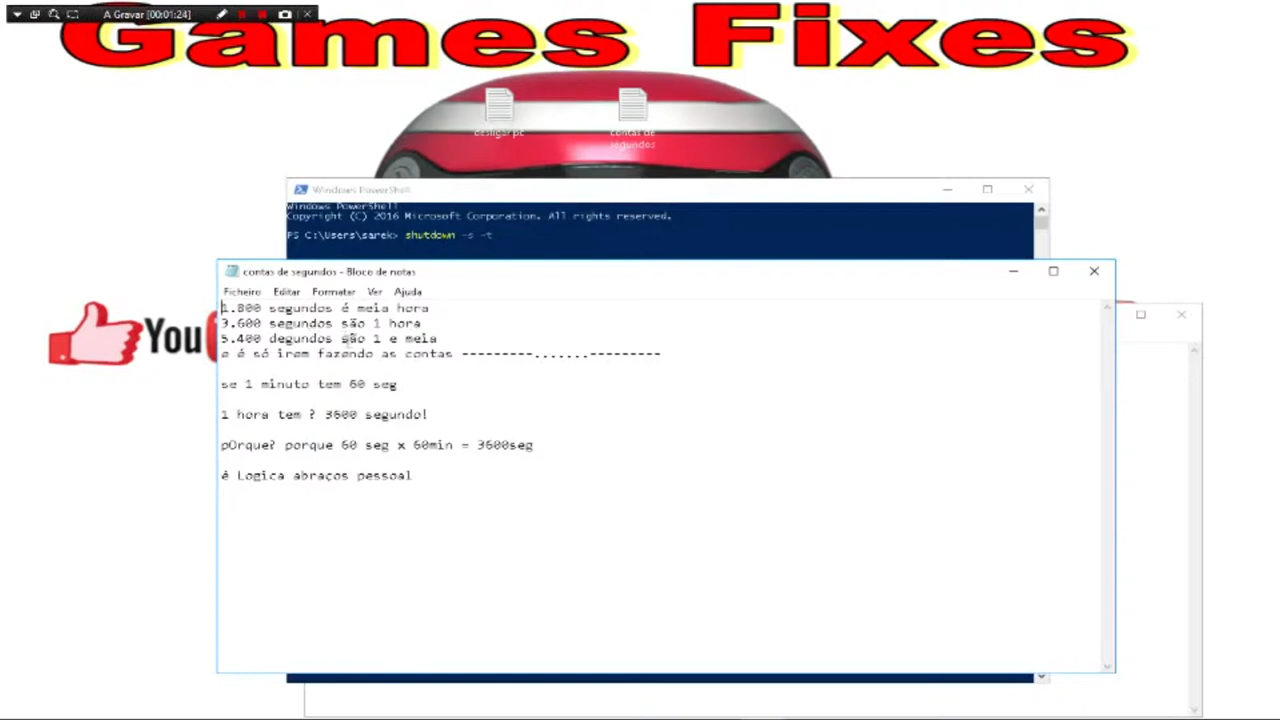 A Gravar [00:01:24]
Games Fixes
desligar pc
contas de
segundos
Windows PowerShell
Windows PowerShell
Copyright (C) 2016 Microsoft Corporation. All rights reserved.
PS C:\Users\sarek> shutdown -s -t
contas de segundos - Bloco de notas
Ficheiro Editar Formatar Ver Ajuda
1.800 segundos é meia hora
3.600 segundos são 1 hora
5.400 degundos são 1 e meia
e é só irem fazendo as contas ---------.......---------
se 1 minuto tem 60 seg
1 hora tem ? 3600 segundo!
pOrque? porque 60 seg x 60min = 3600seg
é Logica abraços pessoal
You